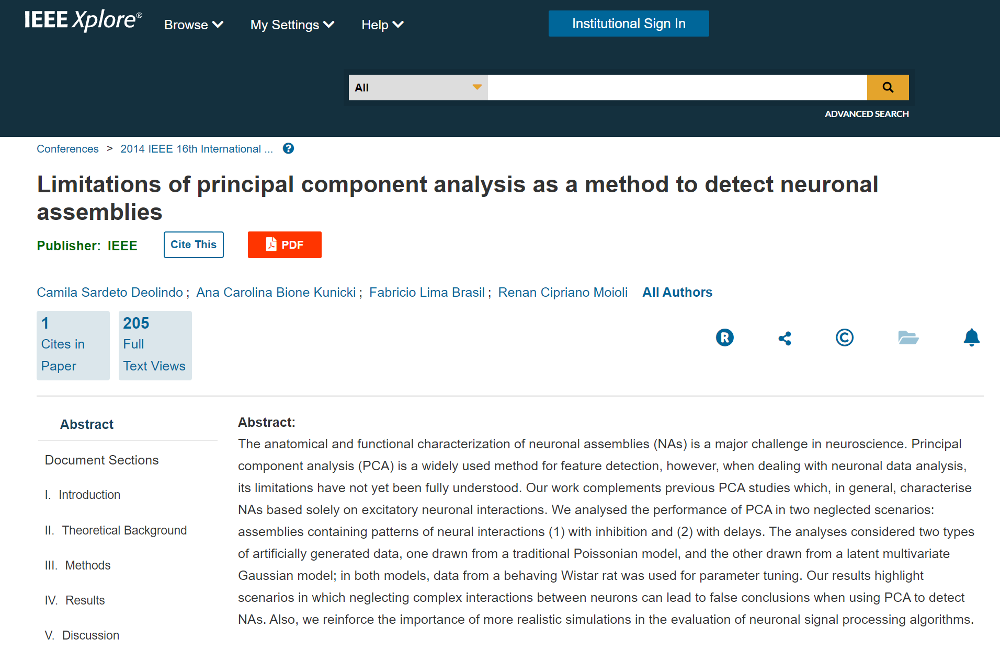 IEEE Xplore®
Browse
My Settings
Help
Institutional Sign In
All
ADVANCED SEARCH
Conferences > 2014 IEEE 16th International ...
Limitations of principal component analysis as a method to detect neuronal
assemblies
Publisher: IEEE
Cite This
PDF
Camila Sardeto Deolindo ; Ana Carolina Bione Kunicki ; Fabricio Lima Brasil ; Renan Cipriano Moioli All Authors
1
Cites in
Paper
205
Full
Text Views
R
©
Abstract
Document Sections
I. Introduction
II. Theoretical Background
III. Methods
IV. Results
V. Discussion
Abstract:
The anatomical and functional characterization of neuronal assemblies (NAs) is a major challenge in neuroscience. Principal
component analysis (PCA) is a widely used method for feature detection, however, when dealing with neuronal data analysis,
its limitations have not yet been fully understood. Our work complements previous PCA studies which, in general, characterise
NAs based solely on excitatory neuronal interactions. We analysed the performance of PCA in two neglected scenarios:
assemblies containing patterns of neural interactions (1) with inhibition and (2) with delays. The analyses considered two types
of artificially generated data, one drawn from a traditional Poissonian model, and the other drawn from a latent multivariate
Gaussian model; in both models, data from a behaving Wistar rat was used for parameter tuning. Our results highlight
scenarios in which neglecting complex interactions between neurons can lead to false conclusions when using PCA to detect
NAs. Also, we reinforce the importance of more realistic simulations in the evaluation of neuronal signal processing algorithms.